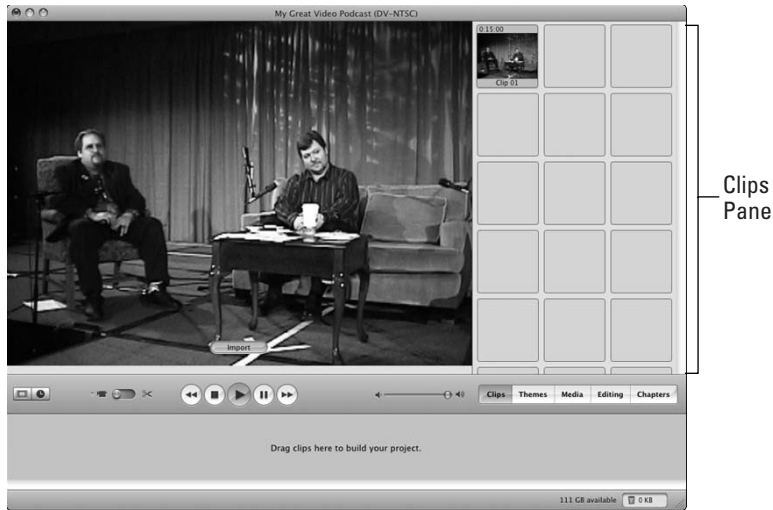 My Great Video Podcast (DV-NTSC)
0:15:00
Clip 01
Clips
Pane
Import
Clips Themes Media Editing Chapters
Drag clips here to build your project.
111 GB available 0 KB